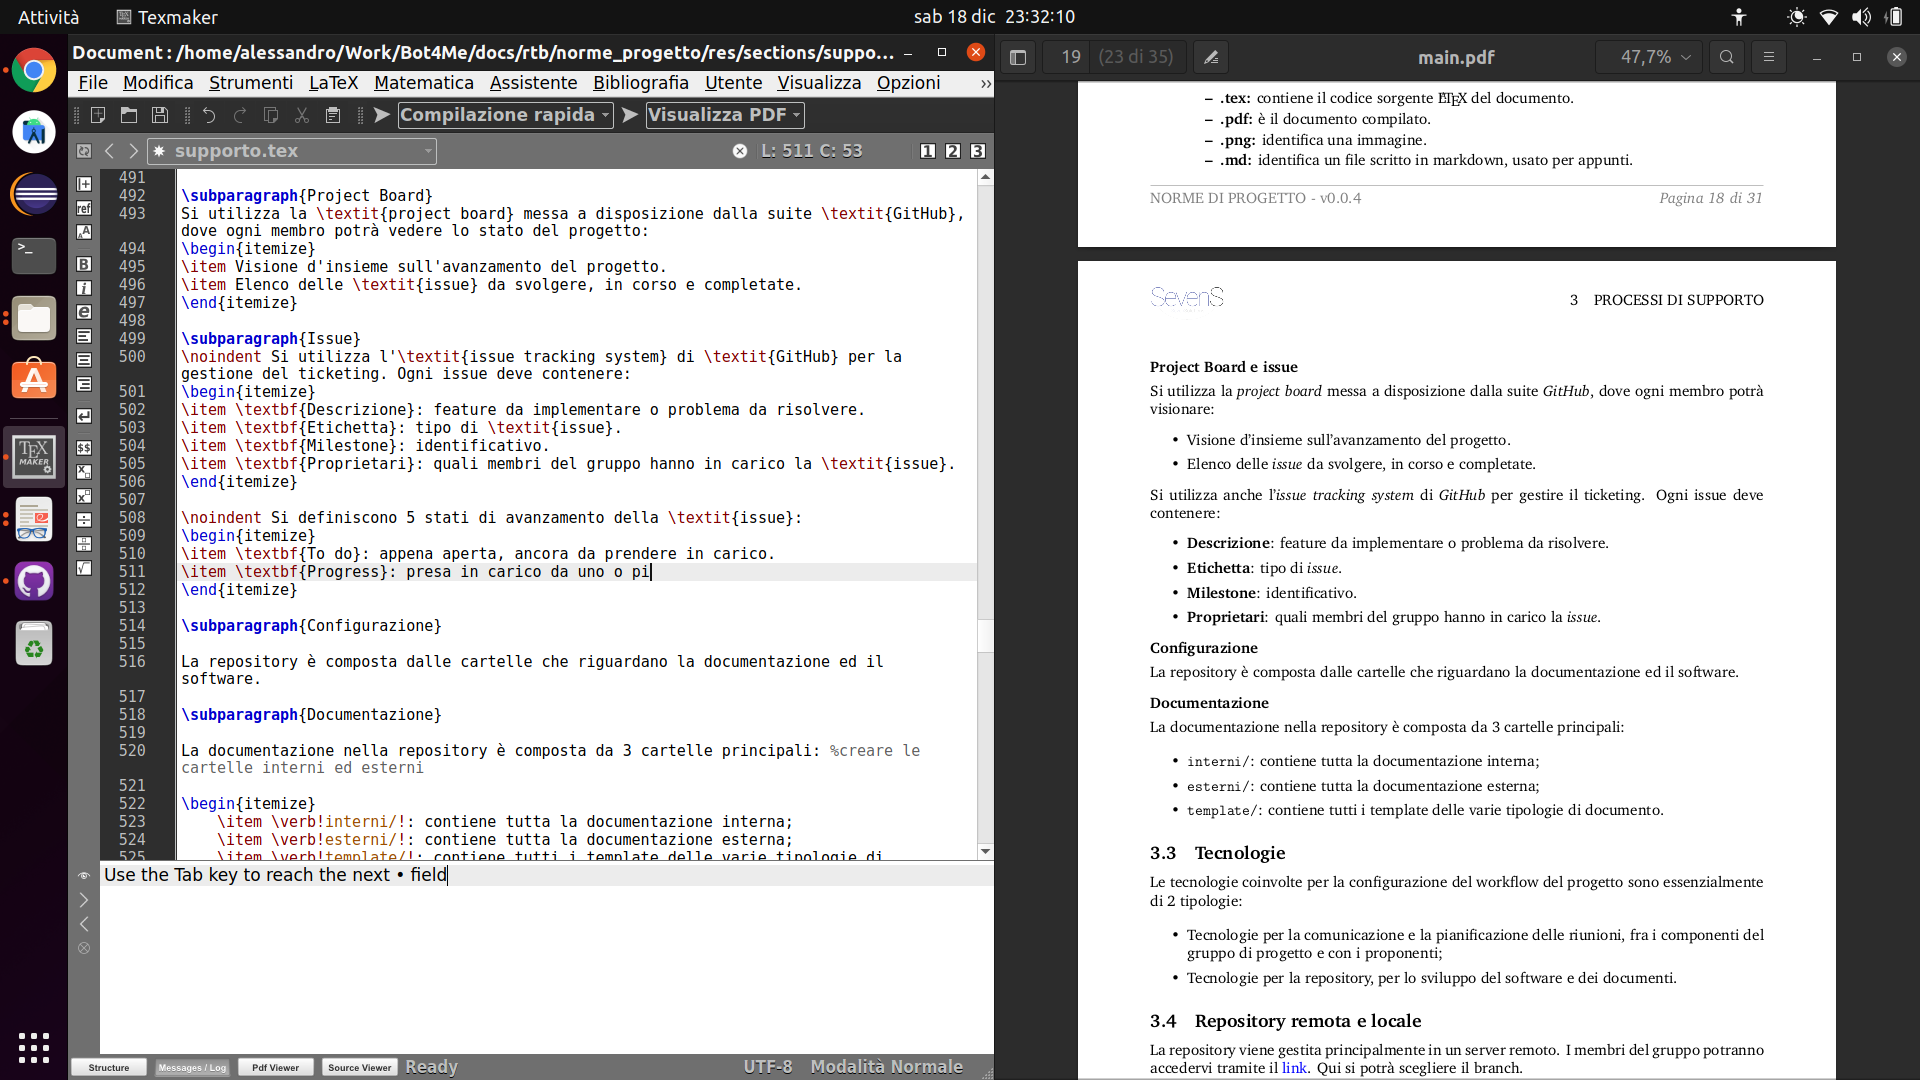 Attività
Texmaker
sab 18 dic 23:32:10
Document : /home/alessandro/Work/Bot4Me/docs/rtb/norme_progetto/res/sections/suppo...
File Modifica Strumenti LaTeX Matematica Assistente Bibliografia Utente Visualizza Opzioni »
Compilazione rapida
Visualizza PDF
supporto.tex
L: 511 C: 53
1 2 3
491
492 \subparagraph{Project Board}
493 Si utilizza la \textit{project board} messa a disposizione dalla suite \textit{GitHub},
dove ogni membro potrà vedere lo stato del progetto:
494 \begin{itemize}
495 \item Visione d'insieme sull'avanzamento del progetto.
496 \item Elenco delle \textit{issue} da svolgere, in corso e completate.
497 \end{itemize}
498
499 \subparagraph{Issue}
500 \noindent Si utilizza l'\textit{issue tracking system} di \textit{GitHub} per la
gestione del ticketing. Ogni issue deve contenere:
501 \begin{itemize}
502 \item \textbf{Descrizione}: feature da implementare o problema da risolvere.
503 \item \textbf{Etichetta}: tipo di \textit{issue}.
504 \item \textbf{Milestone}: identificativo.
505 \item \textbf{Proprietari}: quali membri del gruppo hanno in carico la \textit{issue}.
506 \end{itemize}
507
508 \noindent Si definiscono 5 stati di avanzamento della \textit{issue}:
509 \begin{itemize}
510 \item \textbf{To do}: appena aperta, ancora da prendere in carico.
511 \item \textbf{Progress}: presa in carico da uno o pi
512 \end{itemize}
513
514 \subparagraph{Configurazione}
515
516 La repository è composta dalle cartelle che riguardano la documentazione ed il
software.
517
518 \subparagraph{Documentazione}
519
520 La documentazione nella repository è composta da 3 cartelle principali: %creare le
cartelle interni ed esterni
521
522 \begin{itemize}
523 \item \verb!interni/!: contiene tutta la documentazione interna;
524 \item \verb!esterni/!: contiene tutta la documentazione esterna;
525 \item \verb!template/!: contiene tutti i template delle varie tipologie di
Use the Tab key to reach the next • field
Structure
Messages / Log
Pdf Viewer
Source Viewer
Ready
UTF-8
Modalità Normale
19 (23 di 35)
main.pdf
47,7%
– .tex: contiene il codice sorgente LATEX del documento.
– .pdf: è il documento compilato.
– .png: identifica una immagine.
– .md: identifica un file scritto in markdown, usato per appunti.
NORME DI PROGETTO - v0.0.4
Pagina 18 di 31
SevenS
3 PROCESSI DI SUPPORTO
Project Board e issue
Si utilizza la project board messa a disposizione dalla suite GitHub, dove ogni membro potrà
visionare:
• Visione d'insieme sull'avanzamento del progetto.
• Elenco delle issue da svolgere, in corso e completate.
Si utilizza anche l'issue tracking system di GitHub per gestire il ticketing. Ogni issue deve
contenere:
• Descrizione: feature da implementare o problema da risolvere.
• Etichetta: tipo di issue.
• Milestone: identificativo.
• Proprietari: quali membri del gruppo hanno in carico la issue.
Configurazione
La repository è composta dalle cartelle che riguardano la documentazione ed il software.
Documentazione
La documentazione nella repository è composta da 3 cartelle principali:
• interni/: contiene tutta la documentazione interna;
• esterni/: contiene tutta la documentazione esterna;
• template/: contiene tutti i template delle varie tipologie di documento.
3.3 Tecnologie
Le tecnologie coinvolte per la configurazione del workflow del progetto sono essenzialmente
di 2 tipologie:
• Tecnologie per la comunicazione e la pianificazione delle riunioni, fra i componenti del
gruppo di progetto e con i proponenti;
• Tecnologie per la repository, per lo sviluppo del software e dei documenti.
3.4 Repository remota e locale
La repository viene gestita principalmente in un server remoto. I membri del gruppo potranno
accedervi tramite il link. Qui si potrà scegliere il branch.